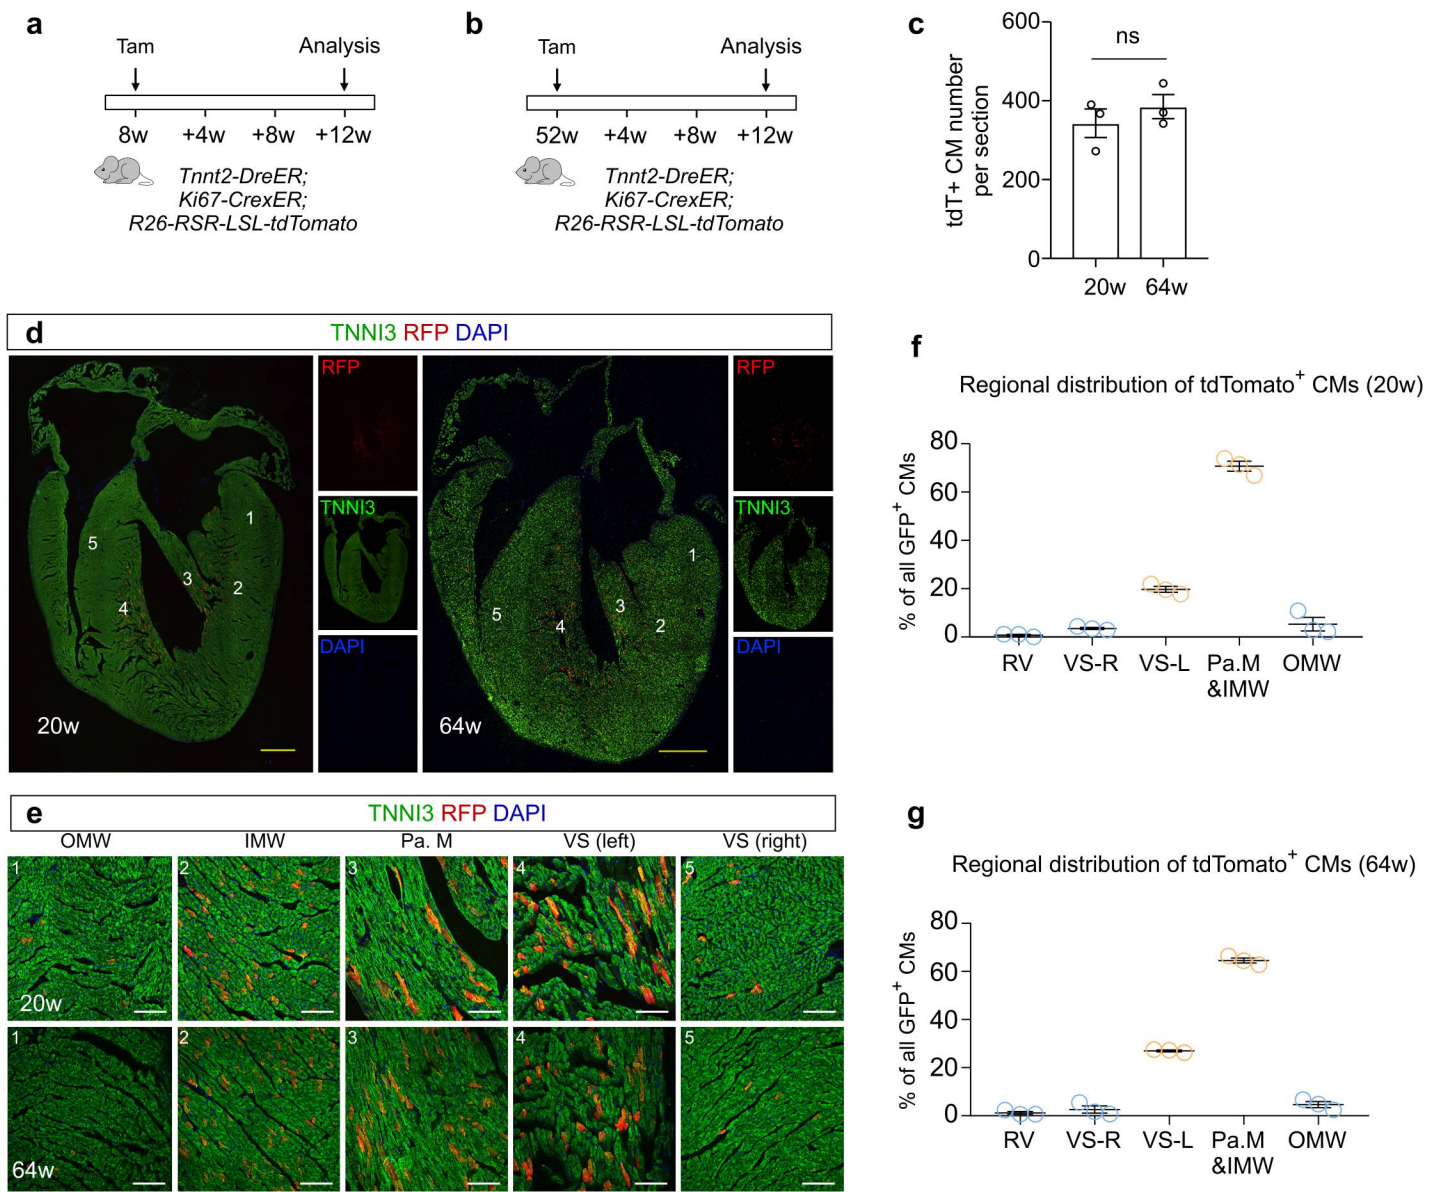 a
Tam
Analysis
8w
+4w
+8w
+12w
Tnnt2-DreER;
Ki67-CrexER;
R26-RSR-LSL-tdTomato
b
Tam
Analysis
52w
+4w
+8w
+12w
Tnnt2-DreER;
Ki67-CrexER;
R26-RSR-LSL-tdTomato
c
tdT+ CM number
per section
600
400
200
0
ns
20w
64w
d
TNNI3 RFP DAPI
1
2
3
4
5
20w
RFP
TNNI3
DAPI
1
2
3
4
5
64w
RFP
TNNI3
DAPI
e
TNNI3 RFP DAPI
OMW
IMW
Pa. M
VS (left)
VS (right)
1
2
3
4
5
20w
1
2
3
4
5
64w
f
Regional distribution of tdTomato+ CMs (20w)
% of all GFP+ CMs
80
60
40
20
0
RV
VS-R
VS-L
Pa.M
&IMW
OMW
g
Regional distribution of tdTomato+ CMs (64w)
% of all GFP+ CMs
80
60
40
20
0
RV
VS-R
VS-L
Pa.M
&IMW
OMW